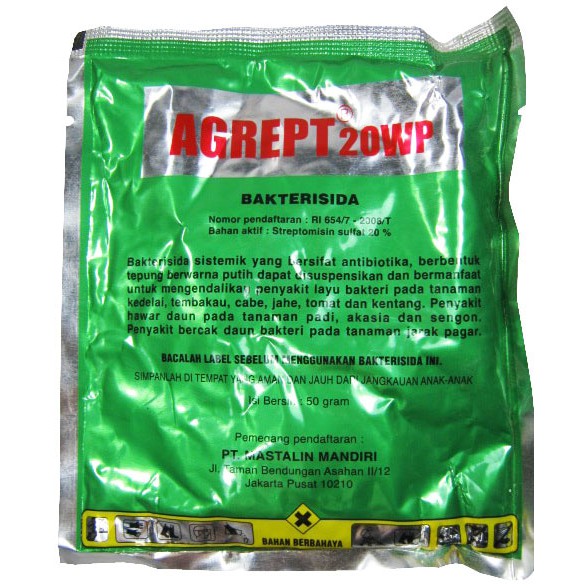 AGREPT® 20WP
BAKTERISIDA
Nomor pendaftaran : RI 654/7 - 2008/T
Bahan aktif : Streptomisin sulfat 20 %
Bakterisida sistemik yang bersifat antibiotika, berbentuk
tepung berwarna putih dapat disuspensikan dan bermanfaat
untuk mengendalikan penyakit layu bakteri pada tanaman
kedelai, tembakau, cabe, jahe, tomat dan kentang. Penyakit
hawar daun pada tanaman padi, akasia dan sengon.
Penyakit bercak daun bakteri pada tanaman jarak pagar.
BACALAH LABEL SEBELUM MENGGUNAKAN BAKTERISIDA INI.
SIMPANLAH DI TEMPAT YANG AMAN DAN JAUH DARI JANGKAUAN ANAK-ANAK
Isi Bersih : 50 gram
Pemegang pendaftaran :
PT. MASTALIN MANDIRI
Jl. Taman Bendungan Asahan II/12
Jakarta Pusat 10210
BAHAN BERBAHAYA